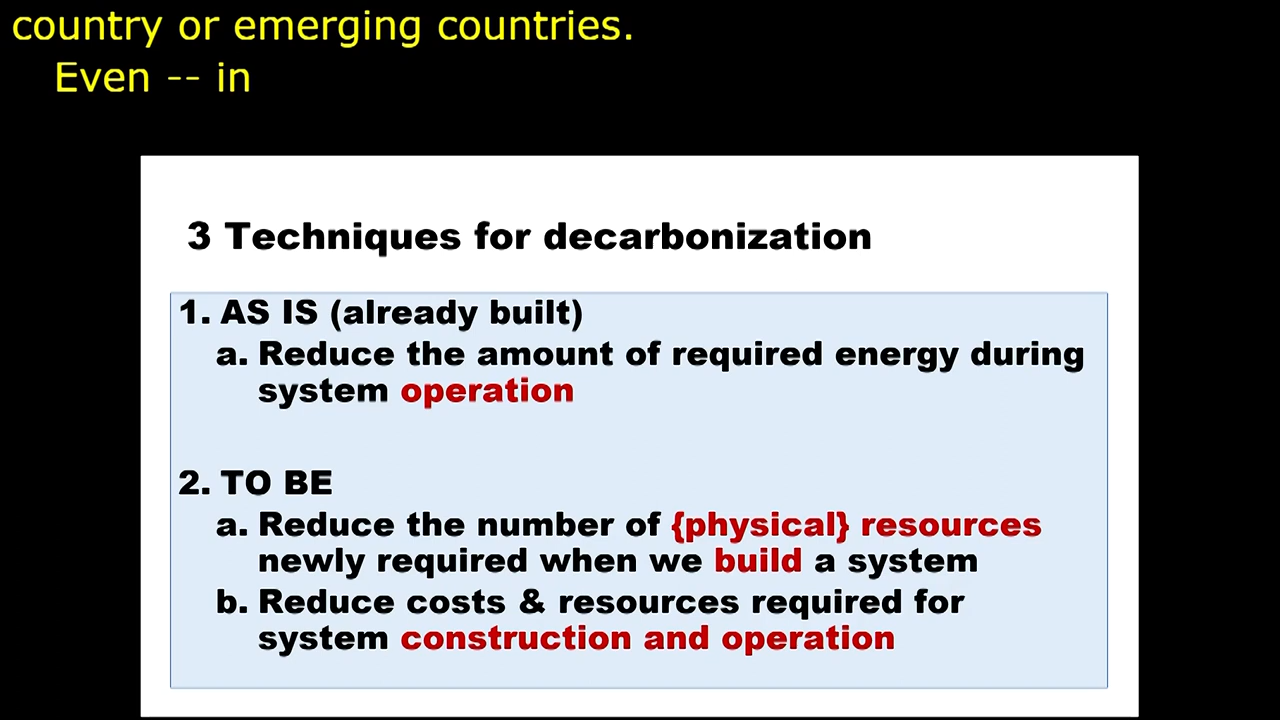 country or emerging countries.
Even -- in
3 Techniques for decarbonization
1. AS IS (already built)
a. Reduce the amount of required energy during
system operation
2. TO BE
a. Reduce the number of {physical} resources
newly required when we build a system
b. Reduce costs & resources required for
system construction and operation